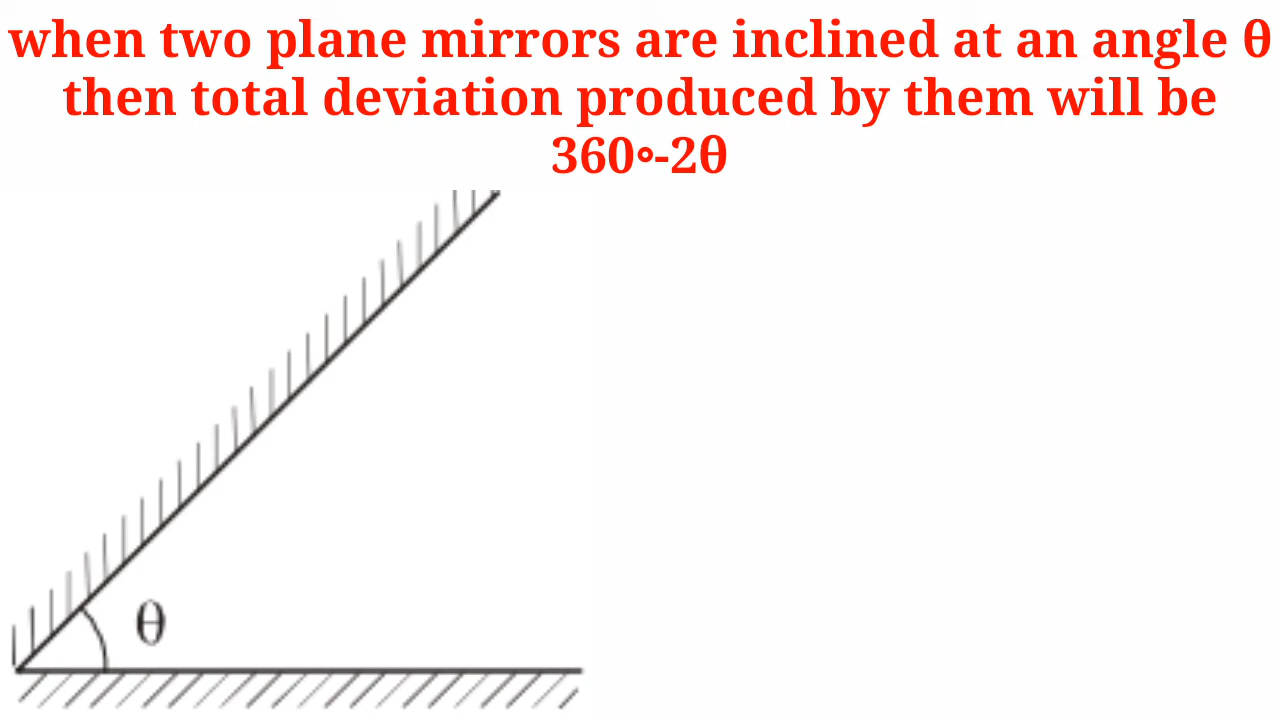 when two plane mirrors are inclined at an angle θ
then total deviation produced by them will be
360∘-2θ
θ